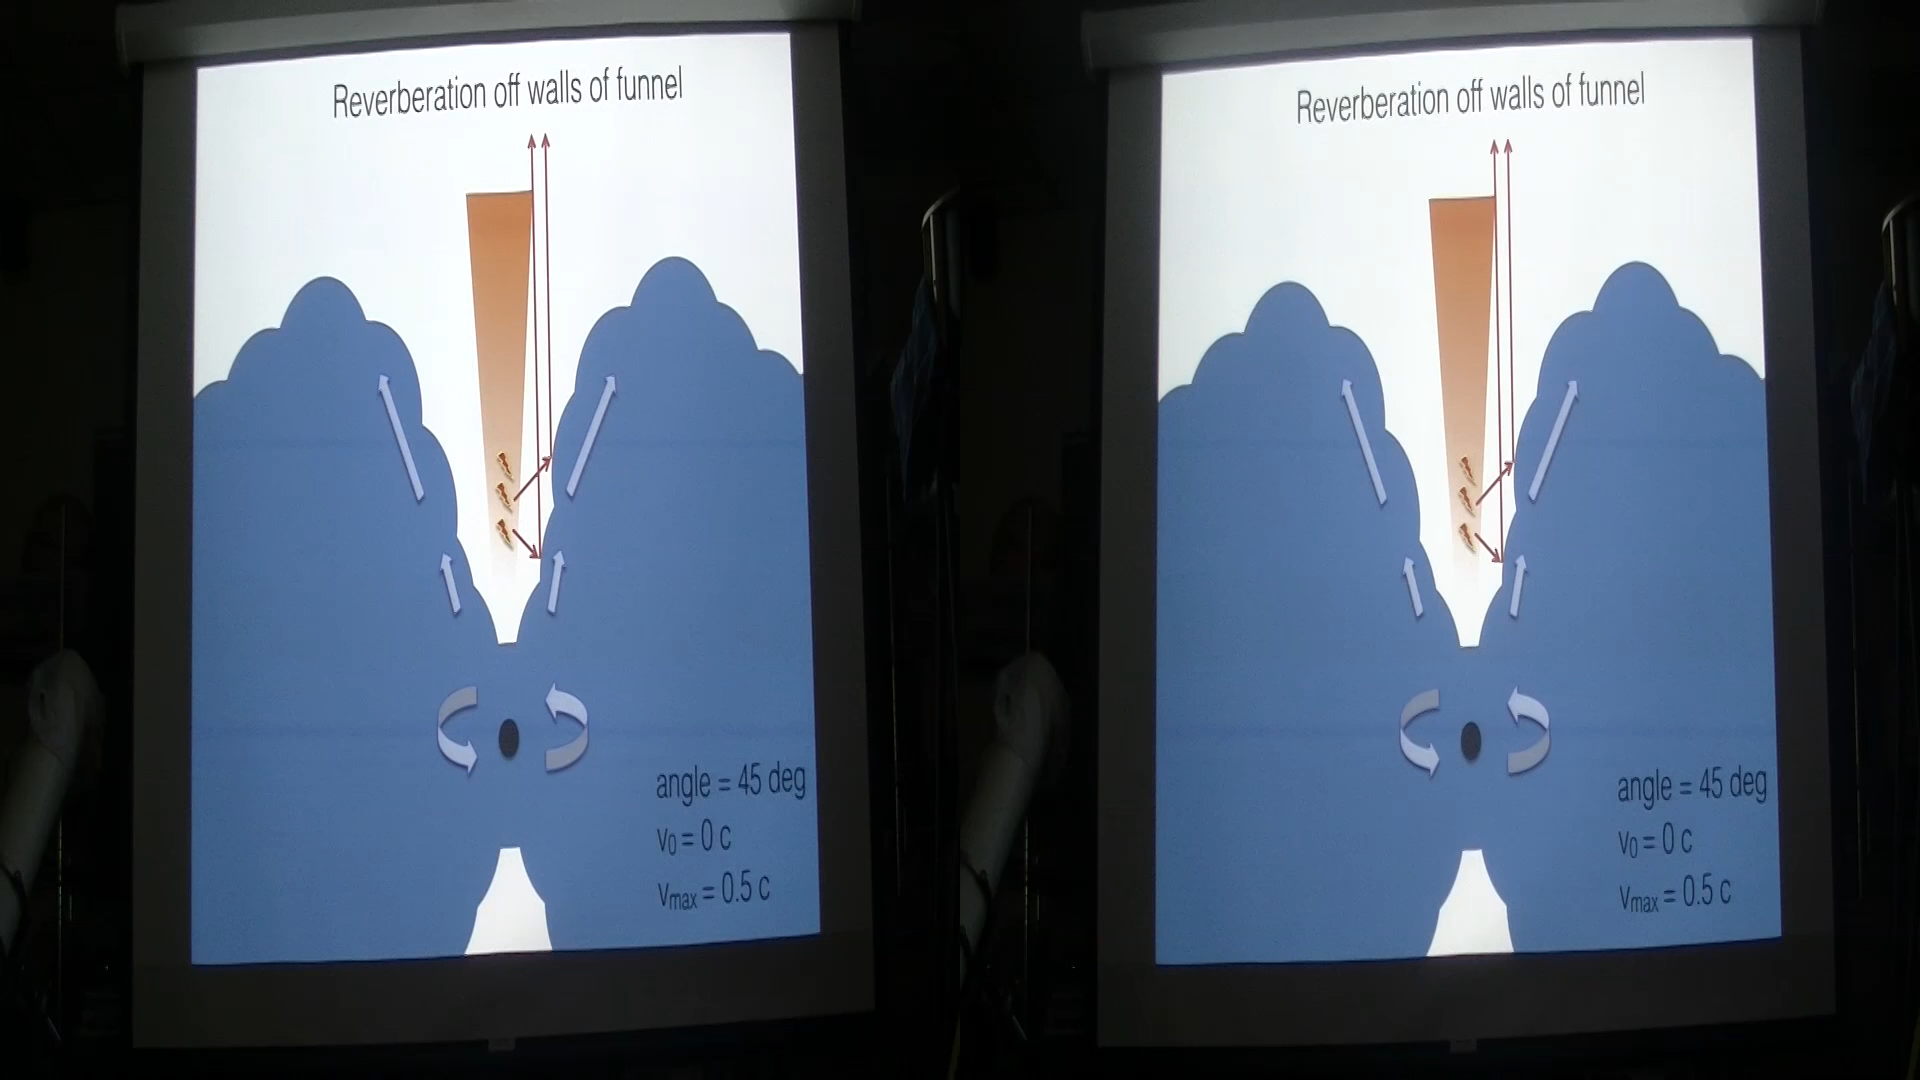 Reverberation off walls of funnel
angle = 45 deg
v0 = 0 c
vmax = 0.5 c
Reverberation off walls of funnel
angle = 45 deg
v0 = 0 c
vmax = 0.5 c